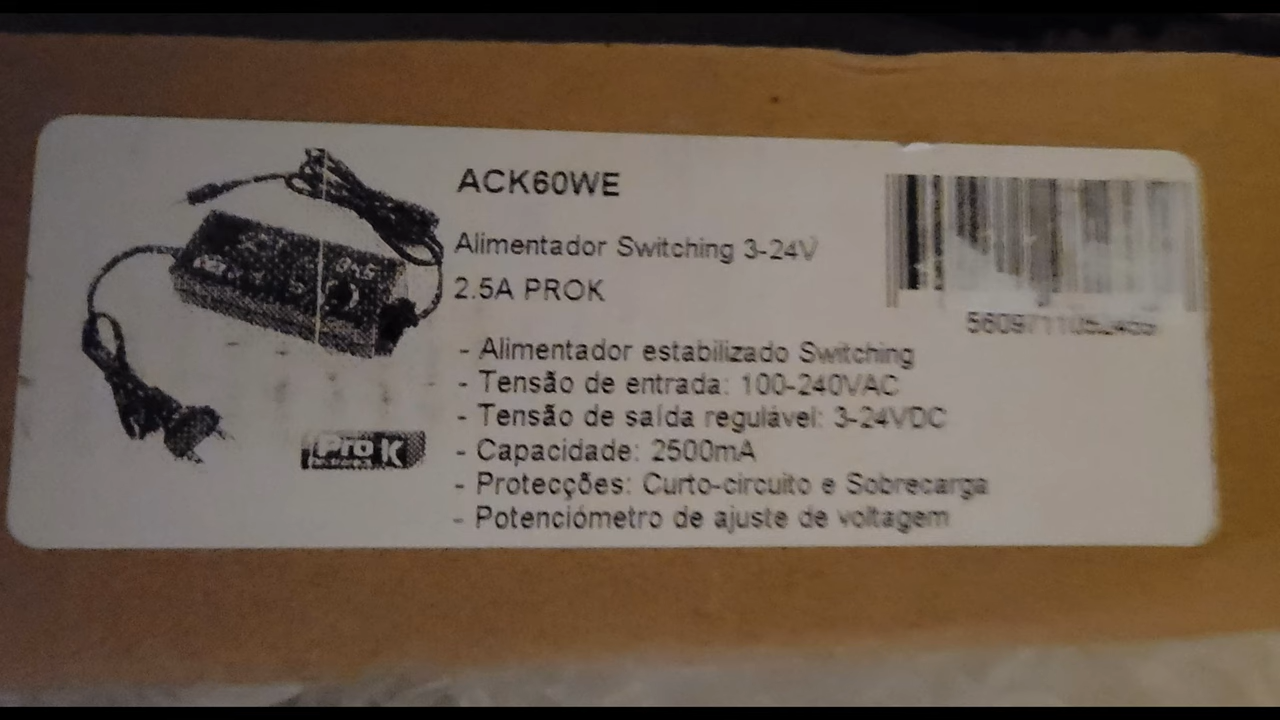 ACK60WE
Alimentador Switching 3-24V
2.5A PROK
- Alimentador estabilizado Switching
- Tensão de entrada: 100-240VAC
- Tensão de saída regulável: 3-24VDC
- Capacidade: 2500mA
- Protecções: Curto-circuito e Sobrecarga
- Potenciómetro de ajuste de voltagem
Pro K